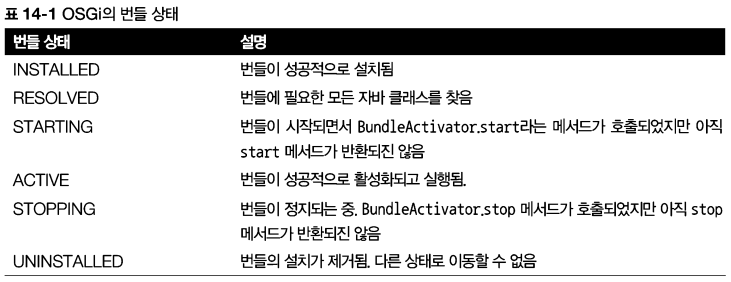 표 14-1 OSGi의 번들 상태
번들 상태 설명
INSTALLED 번들이 성공적으로 설치됨
RESOLVED 번들에 필요한 모든 자바 클래스를 찾음
STARTING 번들이 시작되면서 BundleActivator.start라는 메서드가 호출되었지만 아직
start 메서드가 반환되진 않음
ACTIVE 번들이 성공적으로 활성화되고 실행됨.
STOPPING 번들이 정지되는 중. BundleActivator.stop 메서드가 호출되었지만 아직 stop
메서드가 반환되진 않음
UNINSTALLED 번들의 설치가 제거됨. 다른 상태로 이동할 수 없음